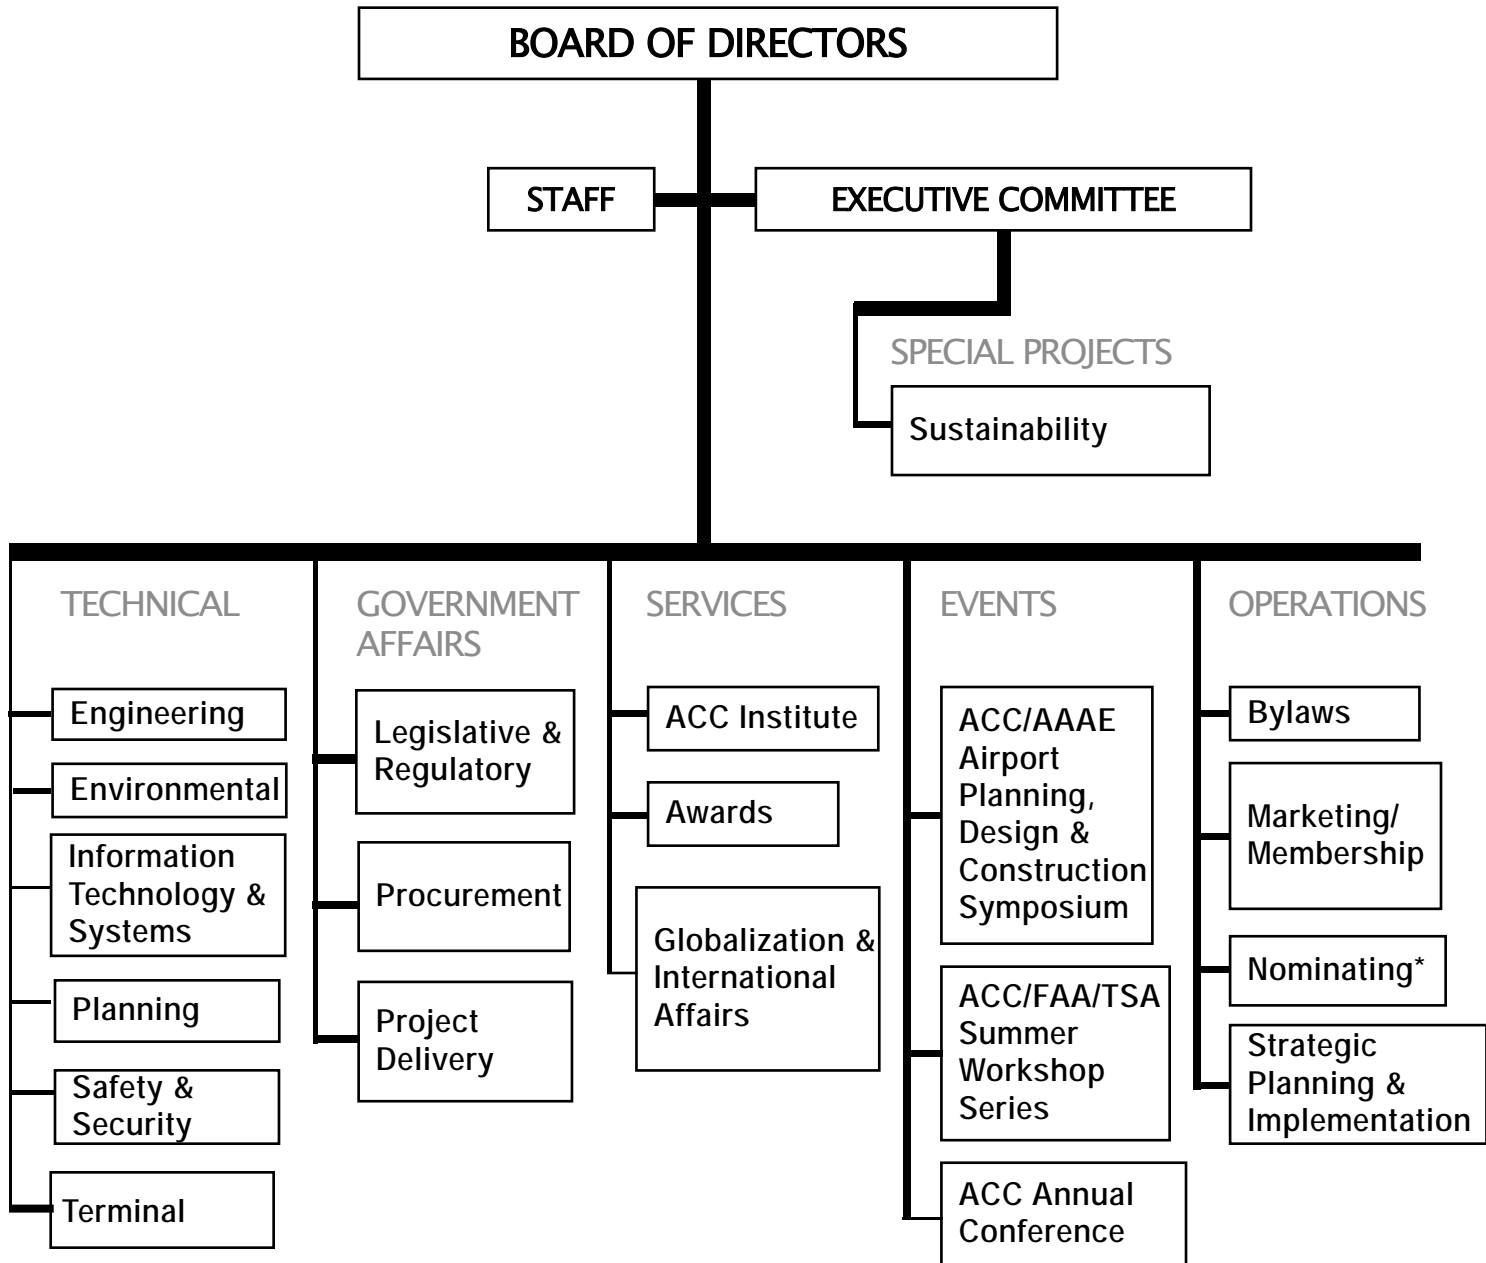 BOARD OF DIRECTORS
STAFF
EXECUTIVE COMMITTEE
SPECIAL PROJECTS
Sustainability
TECHNICAL
Engineering
Environmental
Information
Technology &
Systems
Planning
Safety &
Security
Terminal
GOVERNMENT
AFFAIRS
Legislative &
Regulatory
Procurement
Project
Delivery
SERVICES
ACC Institute
Awards
Globalization &
International
Affairs
EVENTS
ACC/AAAE
Airport
Planning,
Design &
Construction
Symposium
ACC/FAA/TSA
Summer
Workshop
Series
ACC Annual
Conference
OPERATIONS
Bylaws
Marketing/
Membership
Nominating*
Strategic
Planning &
Implementation